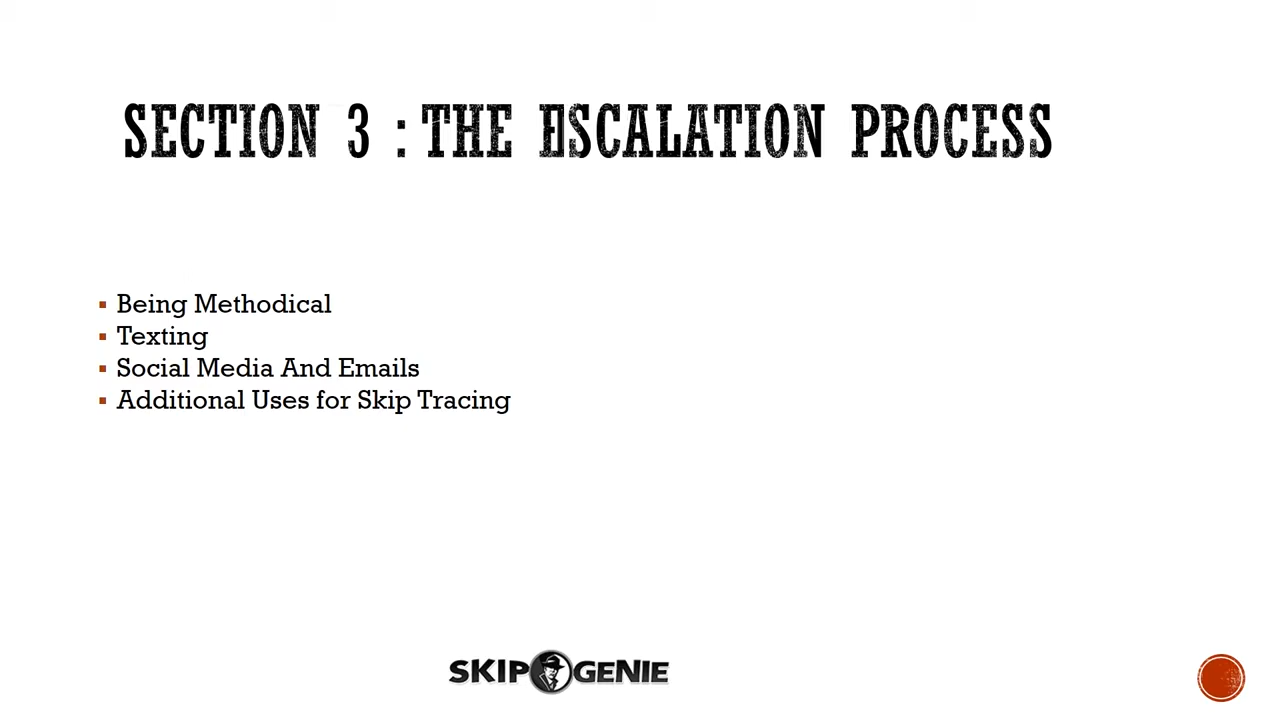 SECTION 3 : THE ESCALATION PROCESS
Being Methodical
Texting
Social Media And Emails
Additional Uses for Skip Tracing
SKIP GENIE